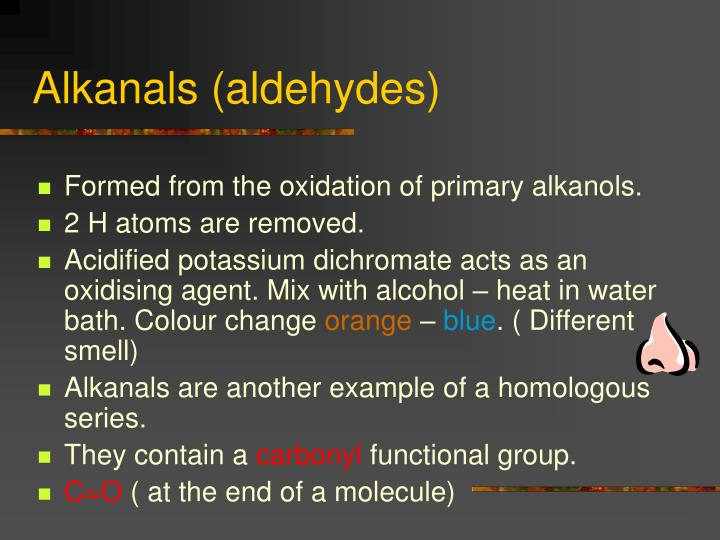 Alkanals (aldehydes)
Formed from the oxidation of primary alkanols.
2 H atoms are removed.
Acidified potassium dichromate acts as an
oxidising agent. Mix with alcohol – heat in water
bath. Colour change orange – blue. ( Different
smell)
Alkanals are another example of a homologous
series.
They contain a carbonyl functional group.
C=O ( at the end of a molecule)